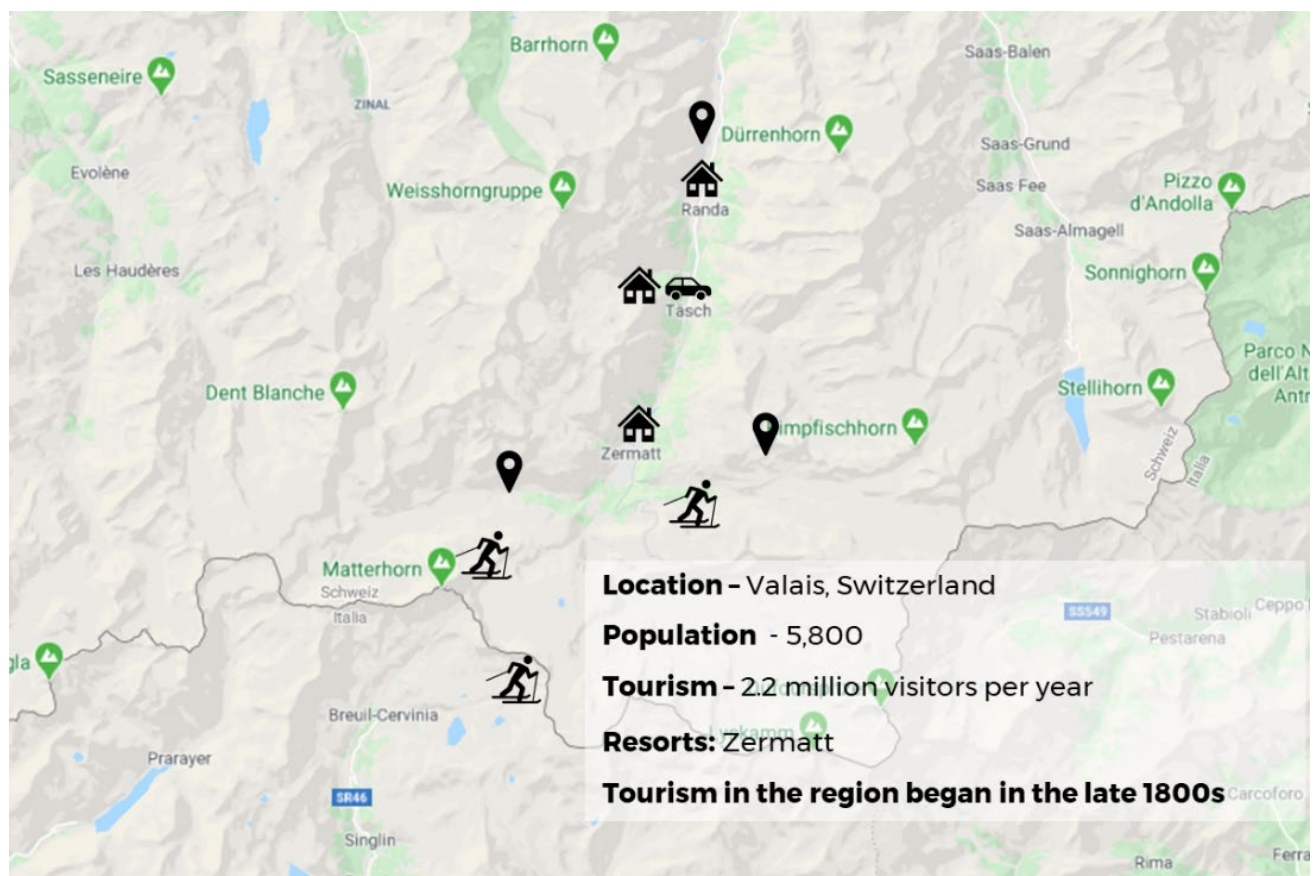 Barrhorn
Saas-Balen
Sasseneire
ZINAL
Dürrenhorn
Saas-Grund
Evolène
Weisshorngruppe
Saas Fee
Pizzo
d'Andolla
Randa
Saas-Almagell
Les Haudères
Sonnighorn
Täsch
Parco N
dell'Alt
Antr
Dent Blanche
Stellihorn
impfischhorn
Zermatt
Schweiz
Italia
Matterhorn
Schweiz
Italia
Location – Valais, Switzerland
SS549
Stabioli
Ceppo
Population - 5,800
Pestarena
gla
Tourism – 2.2 million visitors per year
Breuil-Cervinia
Lyskamm
Resorts: Zermatt
Prarayer
Tourism in the region began in the late 1800s
Carcoforo
SR46
Singlin
Rima
Ferra